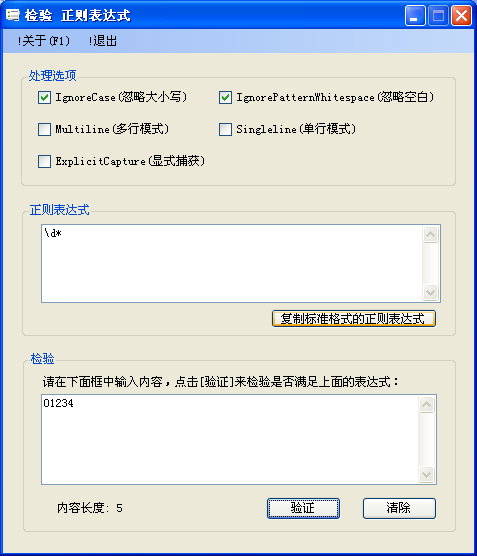 检验 正则表达式
!关于(F1) !退出
处理选项
IgnoreCase(忽略大小写) IgnorePatternWhitespace(忽略空白)
Multiline(多行模式) Singleline(单行模式)
ExplicitCapture(显式捕获)
正则表达式
\d*
复制标准格式的正则表达式
检验
请在下面框中输入内容，点击[验证]来检验是否满足上面的表达式：
01234
内容长度: 5 验证 清除